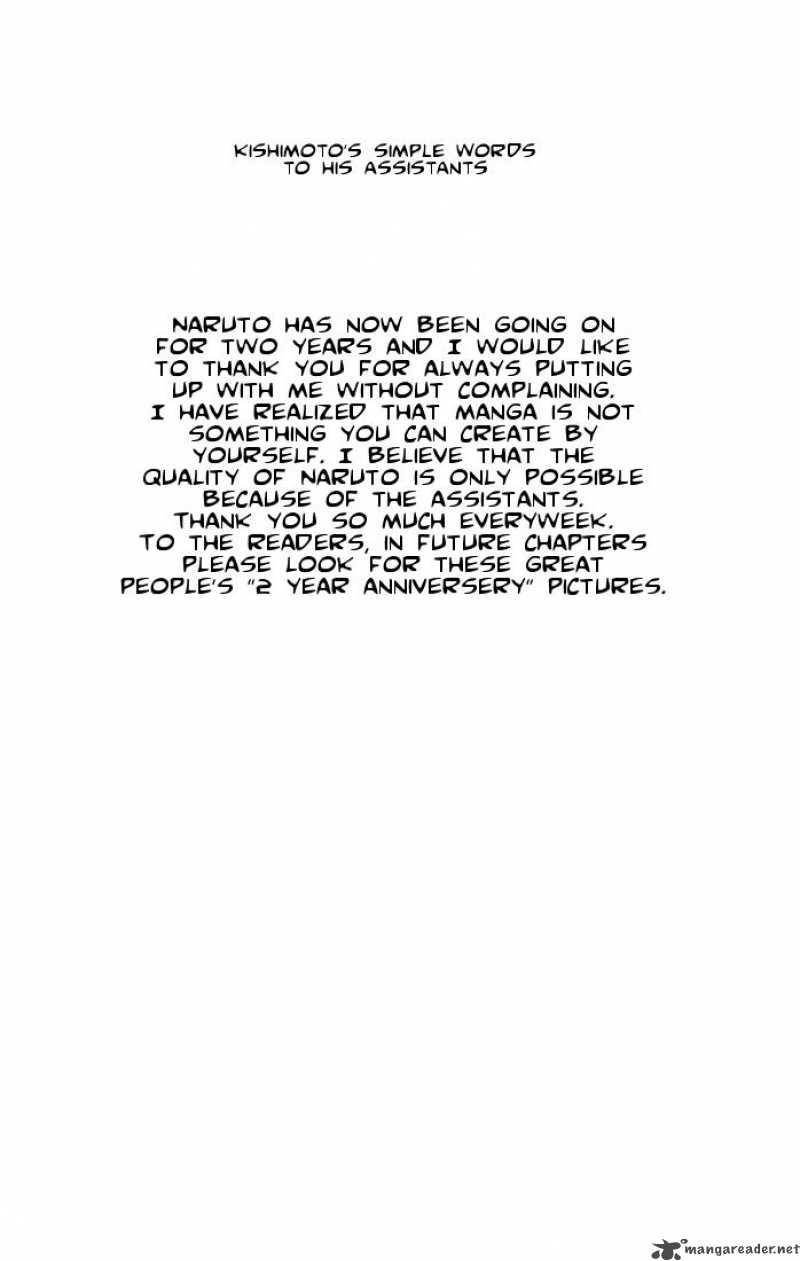 KISHIMOTO'S SIMPLE WORDS
TO HIS ASSISTANTS
NARUTO HAS NOW BEEN GOING ON
FOR TWO YEARS AND I WOULD LIKE
TO THANK YOU FOR ALWAYS PUTTING
UP WITH ME WITHOUT COMPLAINING.
I HAVE REALIZED THAT MANGA IS NOT
SOMETHING YOU CAN CREATE BY
YOURSELF. I BELIEVE THAT THE
QUALITY OF NARUTO IS ONLY POSSIBLE
BECAUSE OF THE ASSISTANTS.
THANK YOU SO MUCH EVERYWEEK.
TO THE READERS, IN FUTURE CHAPTERS
PLEASE LOOK FOR THESE GREAT
PEOPLE'S "2 YEAR ANNIVERSERY" PICTURES.
mangareader.net